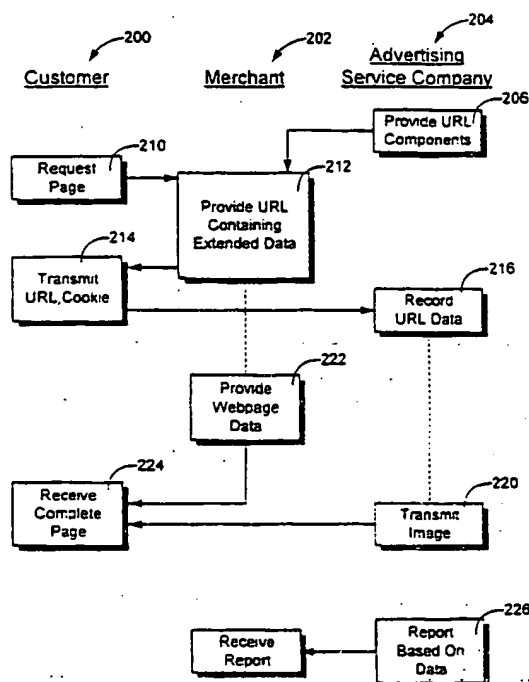 200
202
204
Customer
Merchant
Advertising
Service Company
206
Provide URL
Components
210
Request
Page
212
Provide URL
Containing
Extended Data
214
Transmit
URL,Cookie
216
Record
URL Data
222
Provide
Webpage
Data
224
Receive
Complete
Page
220
Transmit
Image
226
Receive
Report
Report
Based On
Data